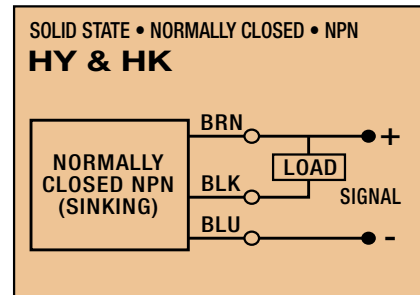 SOLID STATE • NORMALLY CLOSED • NPN
HY & HK
BRN
+
NORMALLY
CLOSED NPN
(SINKING)
LOAD
BLK
SIGNAL
BLU
-